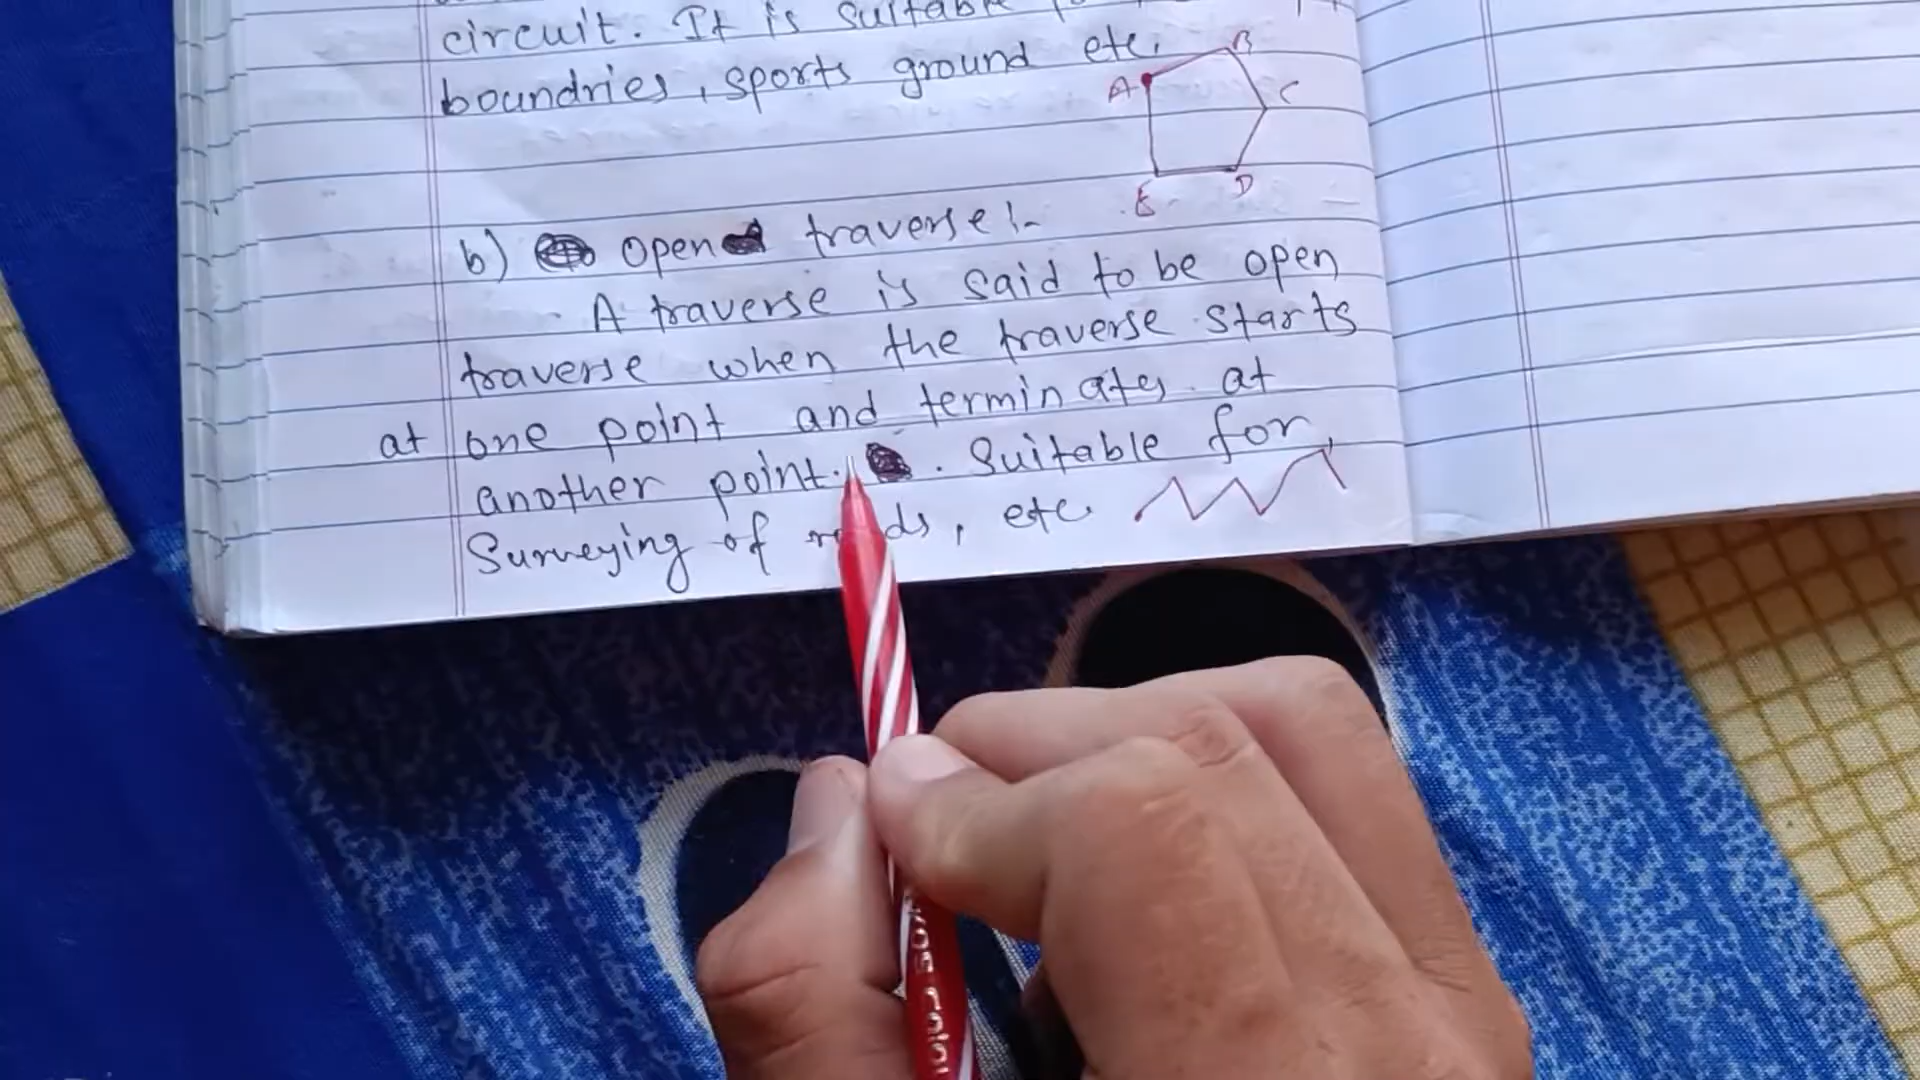 circuit. It is suitable
boundries, sports ground etc.
A
B
C
D
E
b) open traverse :-
A traverse is said to be open
traverse when the traverse starts
at one point and terminates at
another point. . Suitable for
Surveying of roads, etc.